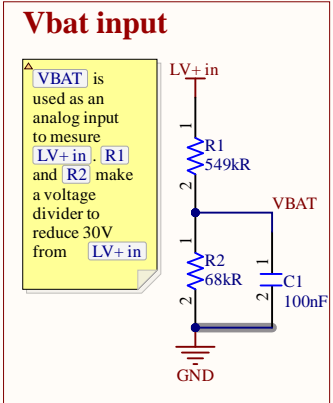 Vbat input
VBAT is
used as an
analog input
to mesure
LV+ in . R1
and R2 make
a voltage
divider to
reduce 30V
from LV+ in
LV+ in
1
R1
549kR
2
VBAT
1
R2
68kR
2
1
C1
100nF
2
GND